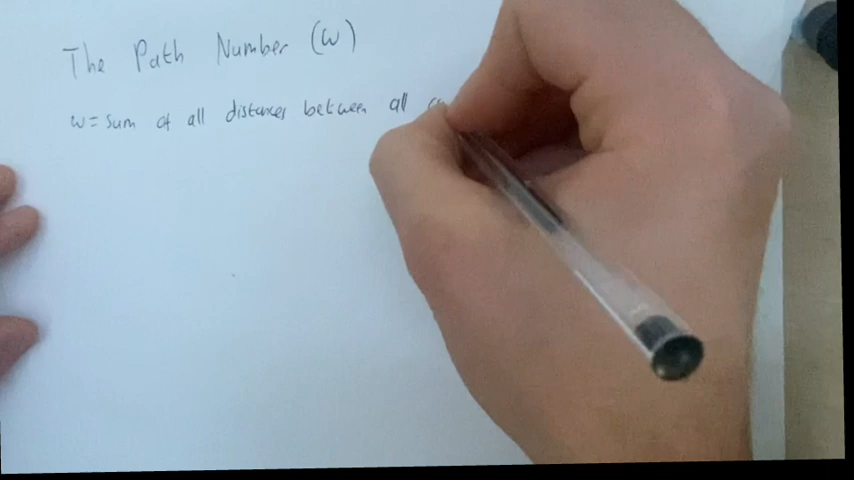 The Path Number (W)
w = sum of all distances between all